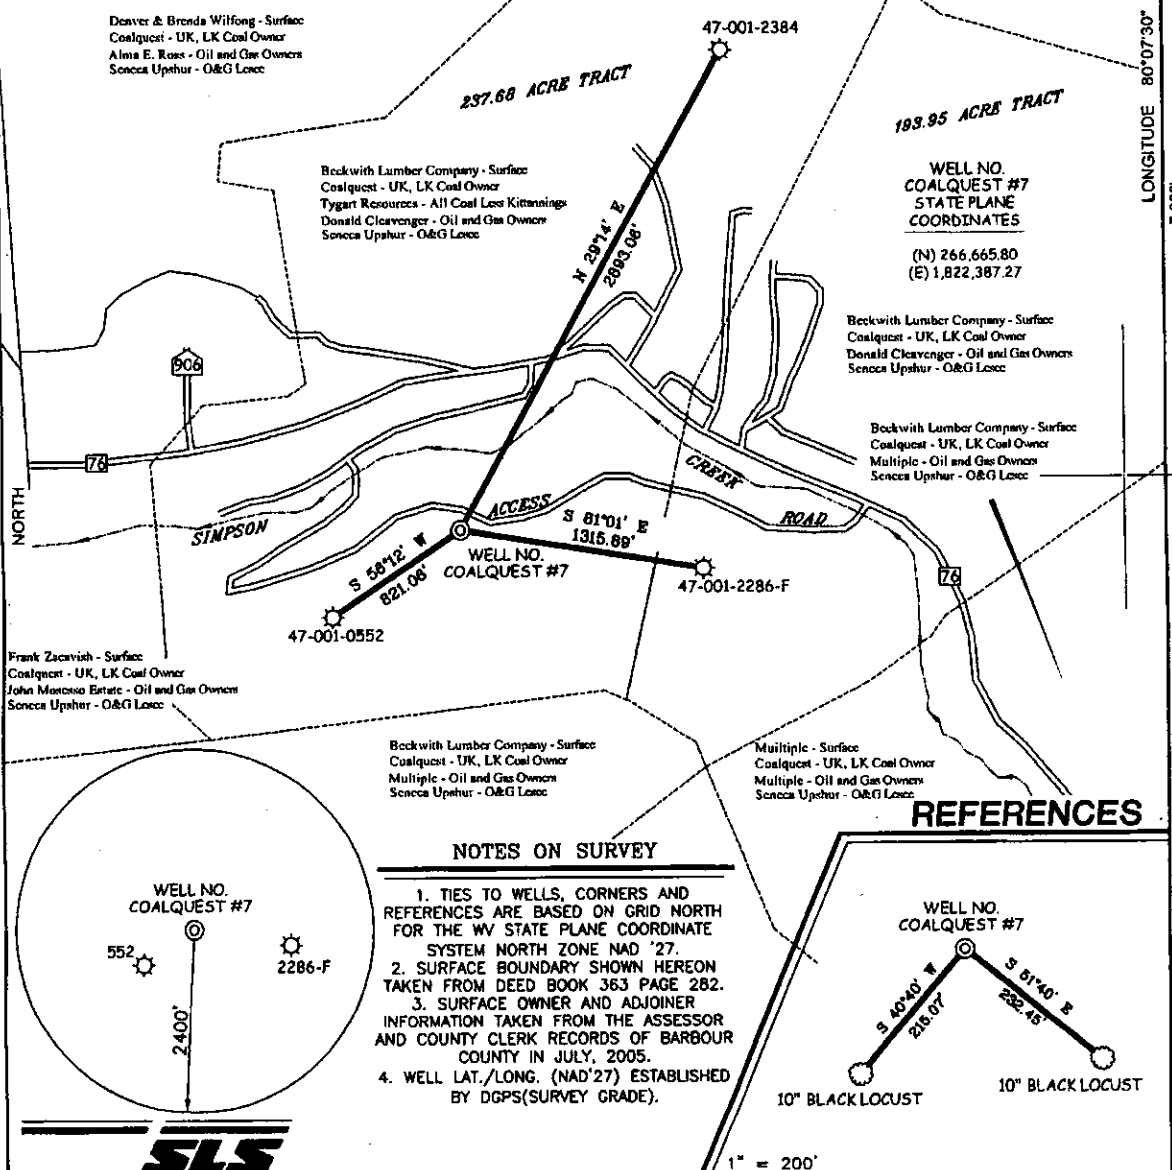 Denver & Brenda Wilfong - Surface
Coalquest - UK, LK Coal Owner
Alma E. Ross - Oil and Gas Owners
Seneca Upshur - O&G Lesee
47-001-2384
237.68 ACRE TRACT
193.95 ACRE TRACT
LONGITUDE 80°07'30"
WELL NO.
COALQUEST #7
STATE PLANE
COORDINATES
(N) 266,665.80
(E) 1,822,387.27
Beckwith Lumber Company - Surface
Coalquest - UK, LK Coal Owner
Tygart Resources - All Coal Less Kittannings
Donald Cleavenger - Oil and Gas Owners
Seneca Upshur - O&G Lesee
N 29°14' E
2893.08'
Beckwith Lumber Company - Surface
Coalquest - UK, LK Coal Owner
Donald Cleavenger - Oil and Gas Owners
Seneca Upshur - O&G Lesee
906
76
Beckwith Lumber Company - Surface
Coalquest - UK, LK Coal Owner
Multiple - Oil and Gas Owners
Seneca Upshur - O&G Lesee
NORTH
SIMPSON
CREEK
ACCESS
ROAD
S 81°01' E
1315.69'
WELL NO.
COALQUEST #7
S 58°12' W
821.08'
47-001-2286-F
76
47-001-0552
Frank Zacavish - Surface
Coalquest - UK, LK Coal Owner
John Moscoso Estate - Oil and Gas Owners
Seneca Upshur - O&G Lesee
Beckwith Lumber Company - Surface
Coalquest - UK, LK Coal Owner
Multiple - Oil and Gas Owners
Seneca Upshur - O&G Lesee
Muiltiple - Surface
Coalquest - UK, LK Coal Owner
Multiple - Oil and Gas Owners
Seneca Upshur - O&G Lesee
REFERENCES
WELL NO.
COALQUEST #7
552
2286-F
2400'
NOTES ON SURVEY
1. TIES TO WELLS, CORNERS AND
REFERENCES ARE BASED ON GRID NORTH
FOR THE WV STATE PLANE COORDINATE
SYSTEM NORTH ZONE NAD '27.
2. SURFACE BOUNDARY SHOWN HEREON
TAKEN FROM DEED BOOK 363 PAGE 282.
3. SURFACE OWNER AND ADJOINER
INFORMATION TAKEN FROM THE ASSESSOR
AND COUNTY CLERK RECORDS OF BARBOUR
COUNTY IN JULY, 2005.
4. WELL LAT./LONG. (NAD'27) ESTABLISHED
BY DGPS(SURVEY GRADE).
WELL NO.
COALQUEST #7
S 40°40' W
215.07'
S 51°40' E
232.45'
10" BLACK LOCUST
10" BLACK LOCUST
SLS
1" = 200'